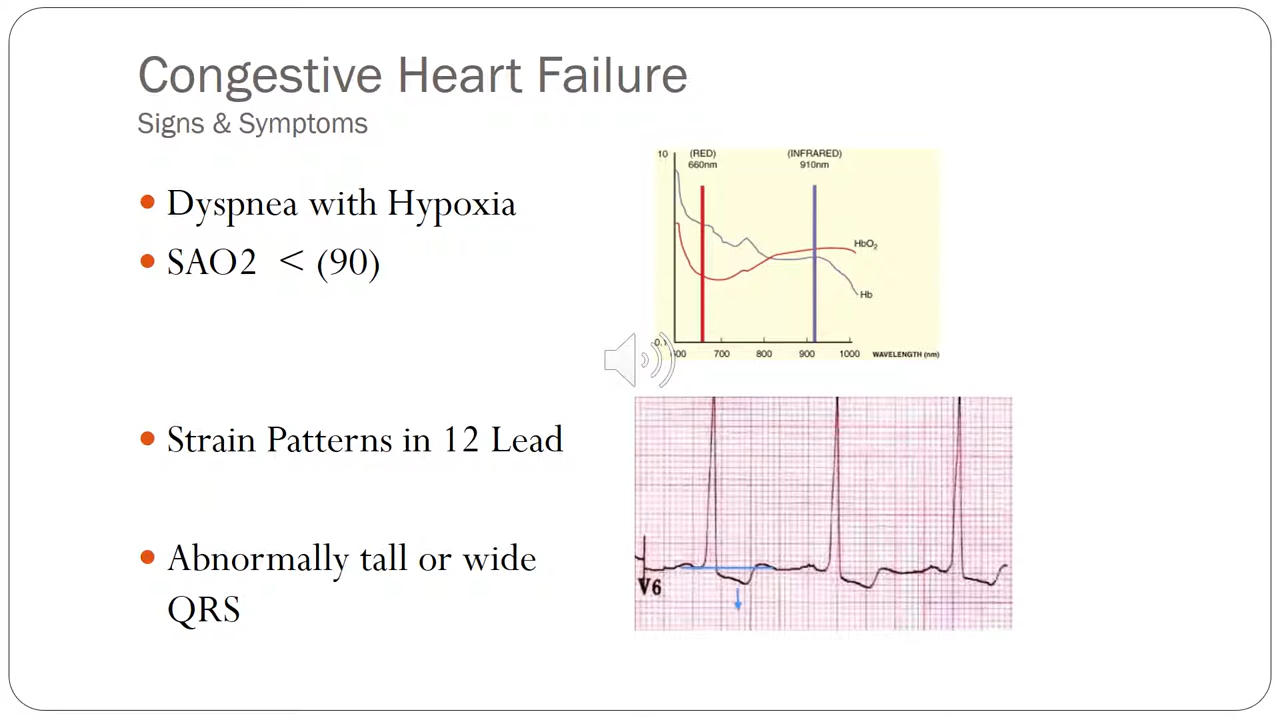 Congestive Heart Failure
Signs & Symptoms
• Dyspnea with Hypoxia
• SAO2 < (90)
• Strain Patterns in 12 Lead
• Abnormally tall or wide
QRS
10
(RED)
660nm
(INFRARED)
910nm
HbO2
Hb
0.1
700 800 900 1000 WAVELENGTH (nm)
V6